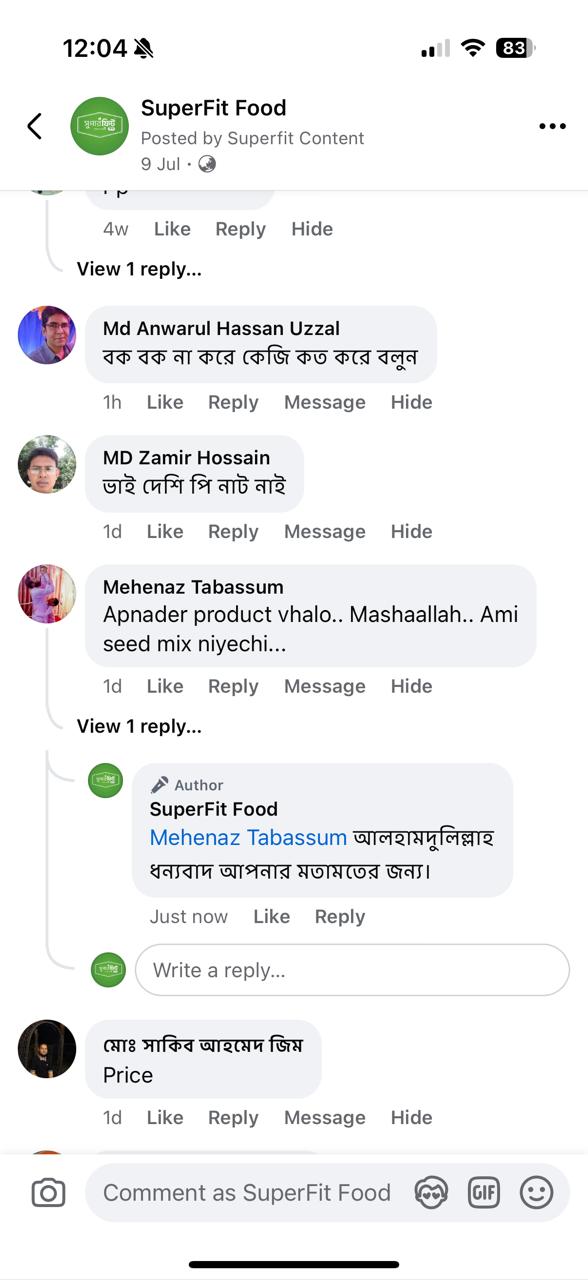 12:04
83
SuperFit Food
Posted by Superfit Content
9 Jul ·
4w Like Reply Hide
View 1 reply...
Md Anwarul Hassan Uzzal
বক বক না করে কেজি কত করে বলুন
1h Like Reply Message Hide
MD Zamir Hossain
ভাই দেশি পি নাট নাই
1d Like Reply Message Hide
Mehenaz Tabassum
Apnader product vhalo.. Mashaallah.. Ami
seed mix niyechi...
1d Like Reply Message Hide
View 1 reply...
Author
SuperFit Food
Mehenaz Tabassum আলহামদুলিল্লাহ
ধন্যবাদ আপনার মতামতের জন্য।
Just now Like Reply
Write a reply...
মোঃ সাকিব আহমেদ জিম
Price
1d Like Reply Message Hide
Comment as SuperFit Food
GIF